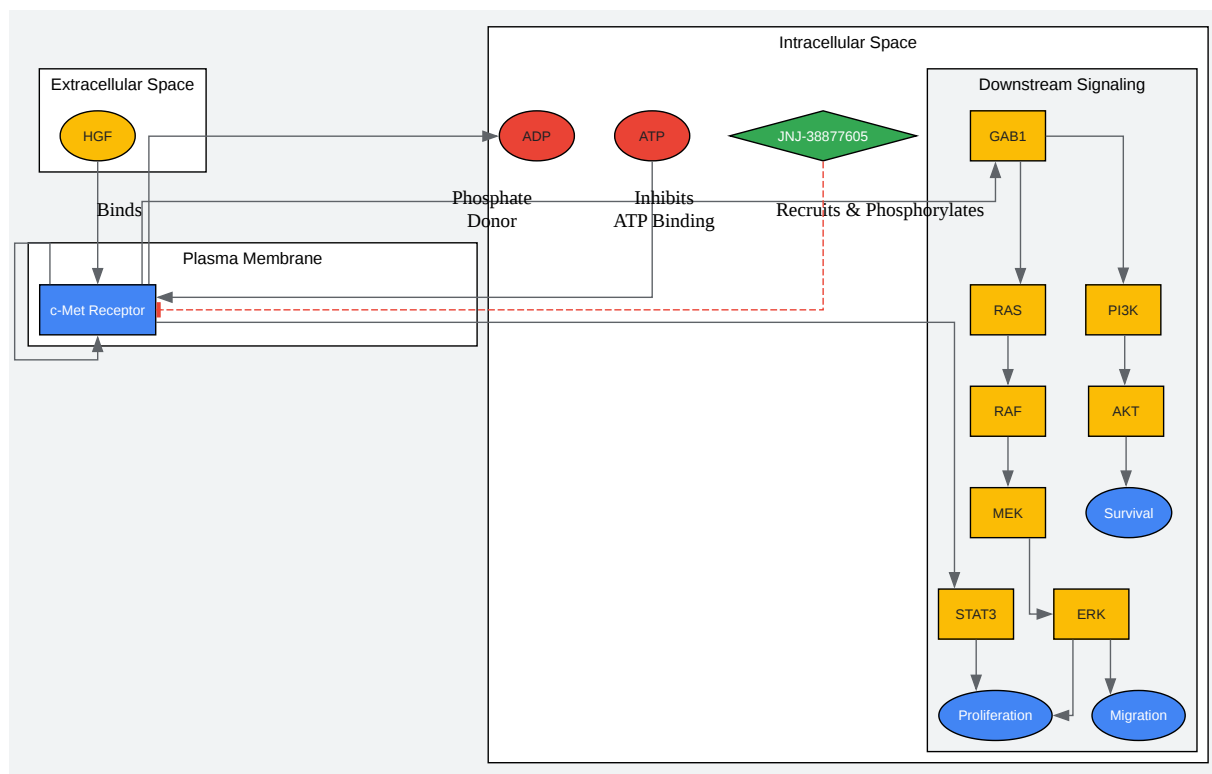 Intracellular Space
Extracellular Space
Downstream Signaling
HGF
ADP
ATP
JNJ-38877605
GAB1
Binds
Phosphate
Donor
Inhibits
ATP Binding
Recruits & Phosphorylates
Plasma Membrane
c-Met Receptor
RAS
PI3K
RAF
AKT
MEK
Survival
STAT3
ERK
Proliferation
Migration